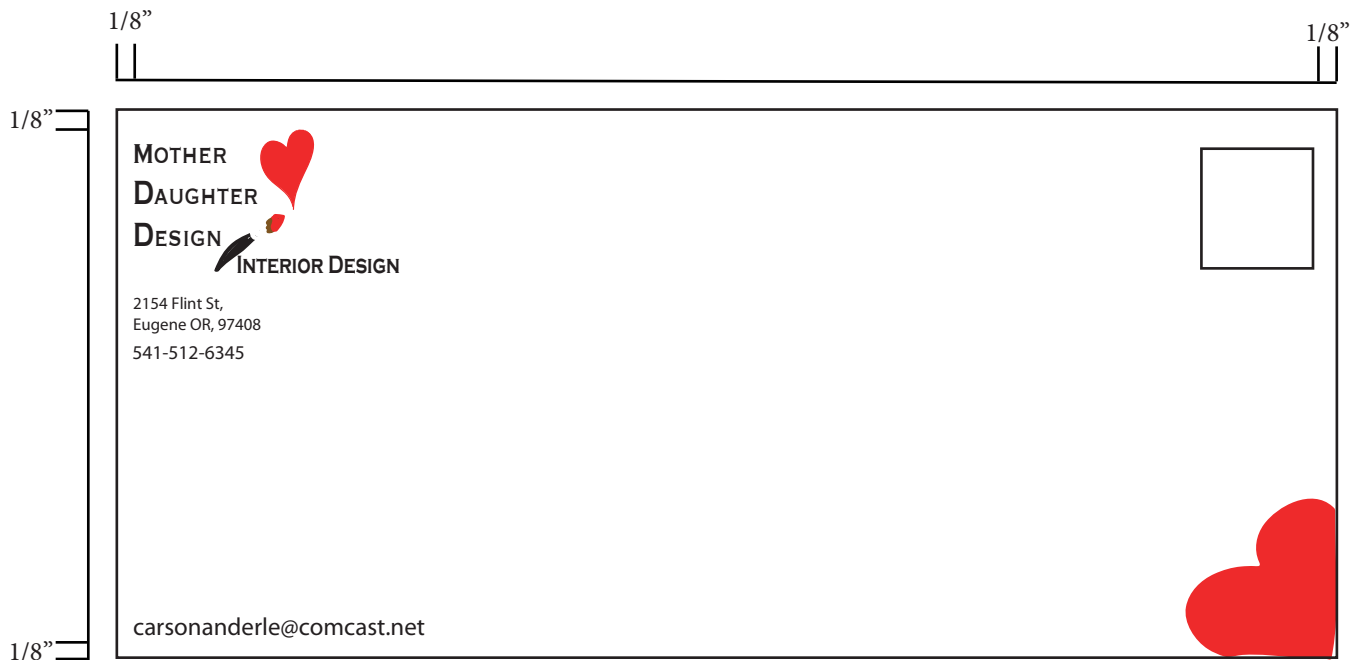 1/8”
1/8”
1/8”
MOTHER
DAUGHTER
DESIGN
INTERIOR DESIGN
2154 Flint St,
Eugene OR, 97408
541-512-6345
carsonanderle@comcast.net
1/8”